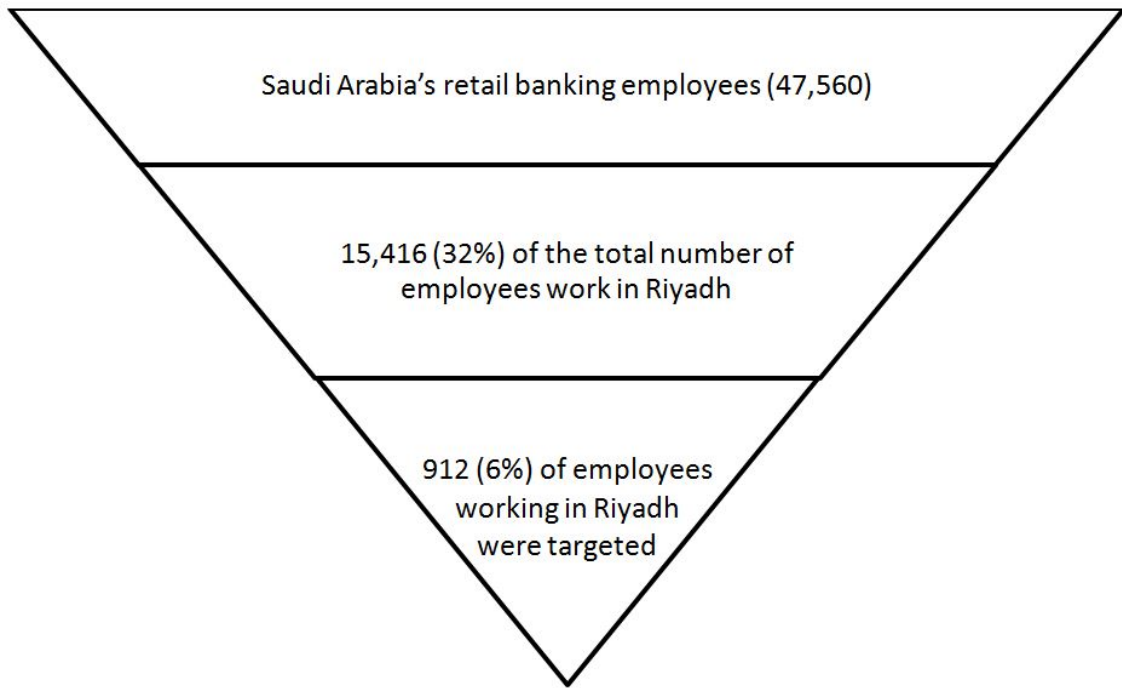 Saudi Arabia’s retail banking employees (47,560)
15,416 (32%) of the total number of
employees work in Riyadh
912 (6%) of employees
working in Riyadh
were targeted